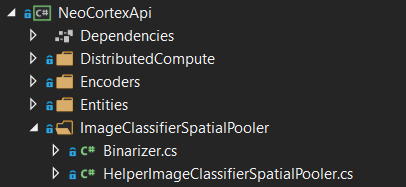 C# NeoCortexApi
Dependencies
DistributedCompute
Encoders
Entities
ImageClassifierSpatialPooler
C# Binarizer.cs
C# HelperImageClassifierSpatialPooler.cs